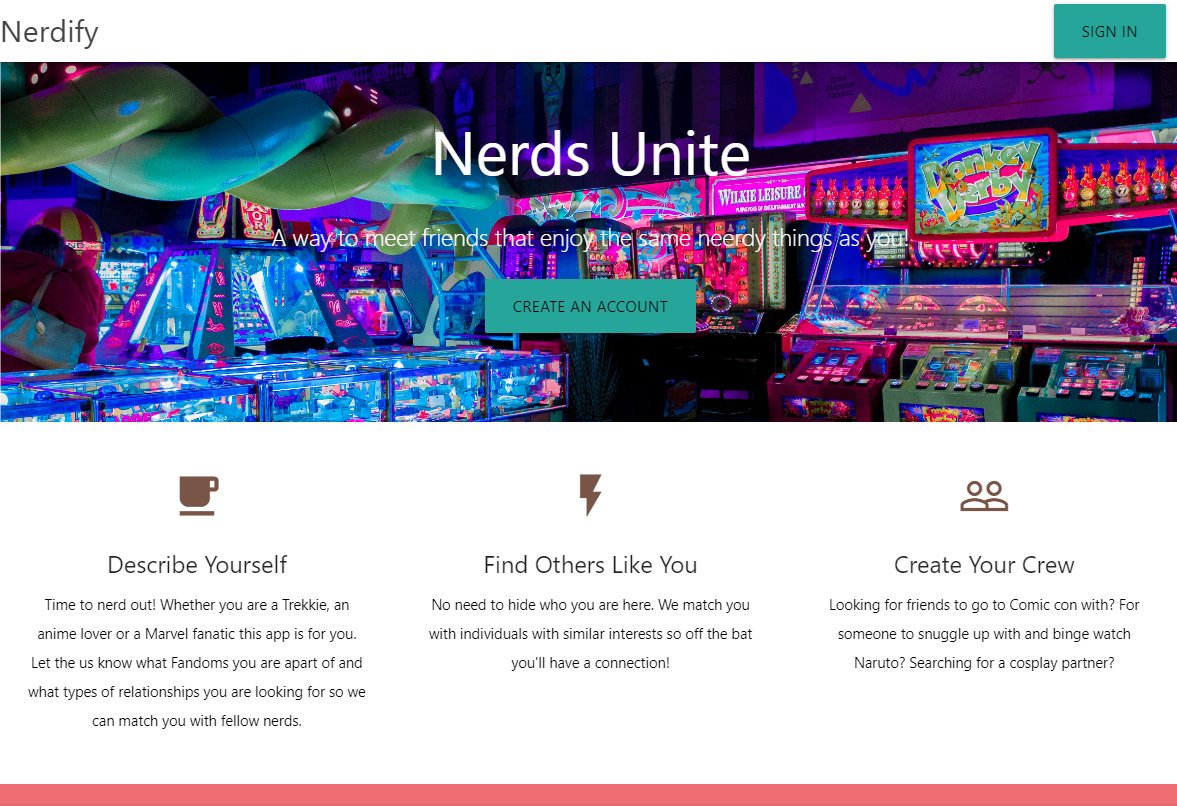 Nerdify
SIGN IN
Nerds Unite
WILKIE LEISURE
Donkey
Derby
A way to meet friends that enjoy the same neerdy things as you!
CREATE AN ACCOUNT
Describe Yourself
Time to nerd out! Whether you are a Trekkie, an
anime lover or a Marvel fanatic this app is for you.
Let the us know what Fandoms you are apart of and
what types of relationships you are looking for so we
can match you with fellow nerds.
Find Others Like You
No need to hide who you are here. We match you
with individuals with similar interests so off the bat
you'll have a connection!
Create Your Crew
Looking for friends to go to Comic con with? For
someone to snuggle up with and binge watch
Naruto? Searching for a cosplay partner?